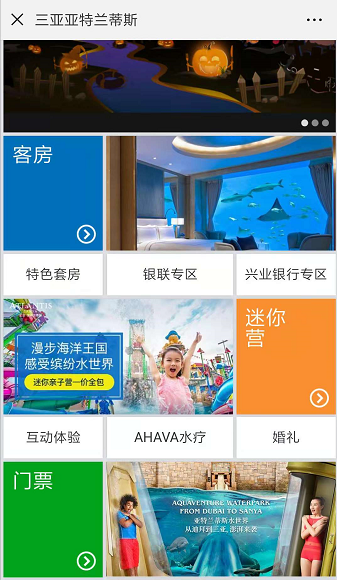 三亚亚特兰蒂斯
客房
特色套房
银联专区
兴业银行专区
ATLANTIS
漫步海洋王国
感受缤纷水世界
迷你亲子营一价全包
迷你
营
互动体验
AHAVA水疗
婚礼
门票
AQUAVENTURE WATERPARK
FROM DUBAI TO SANYA
亚特兰蒂斯水世界
从迪拜到三亚, 澎湃来袭